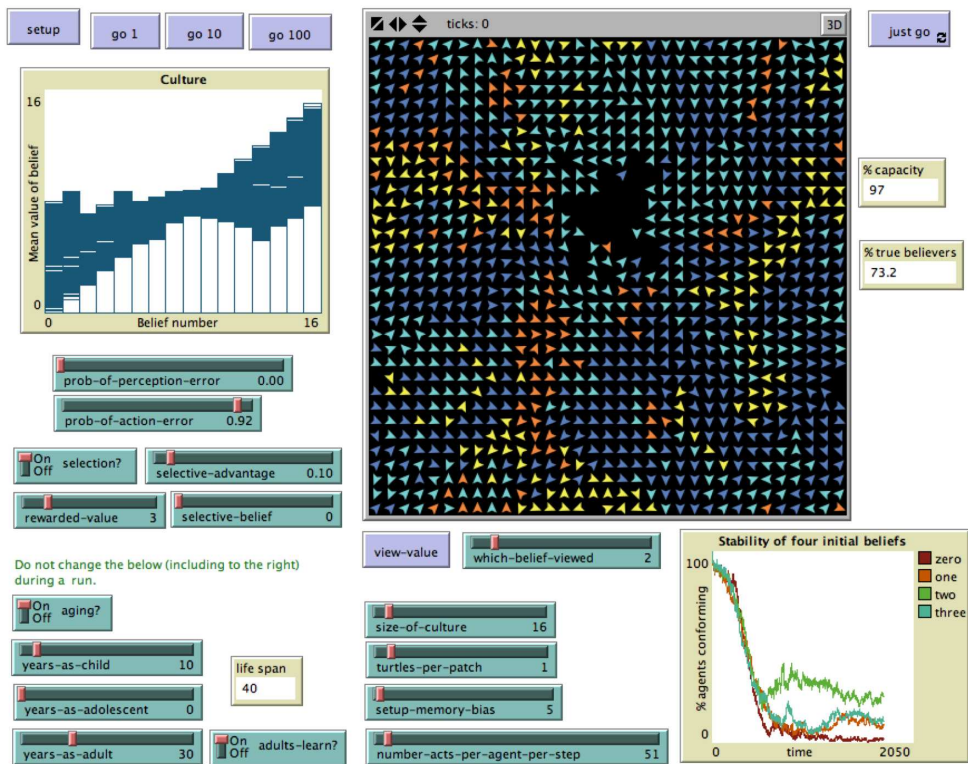 setup
go 1
go 10
go 100
ticks: 0
3D
just go
Culture
16
Mean value of belief
0
0
Belief number
16
% capacity
97
% true believers
73.2
prob-of-perception-error 0.00
prob-of-action-error 0.92
On
Off
selection?
selective-advantage 0.10
rewarded-value 3
selective-belief 0
view-value
which-belief-viewed 2
Do not change the below (including to the right)
during a run.
On
Off
aging?
years-as-child 10
years-as-adolescent 0
years-as-adult 30
life span
40
On
Off
adults-learn?
size-of-culture 16
turtles-per-patch 1
setup-memory-bias 5
number-acts-per-agent-per-step 51
Stability of four initial beliefs
100
% agents conforming
0
0
time
2050
zero
one
two
three